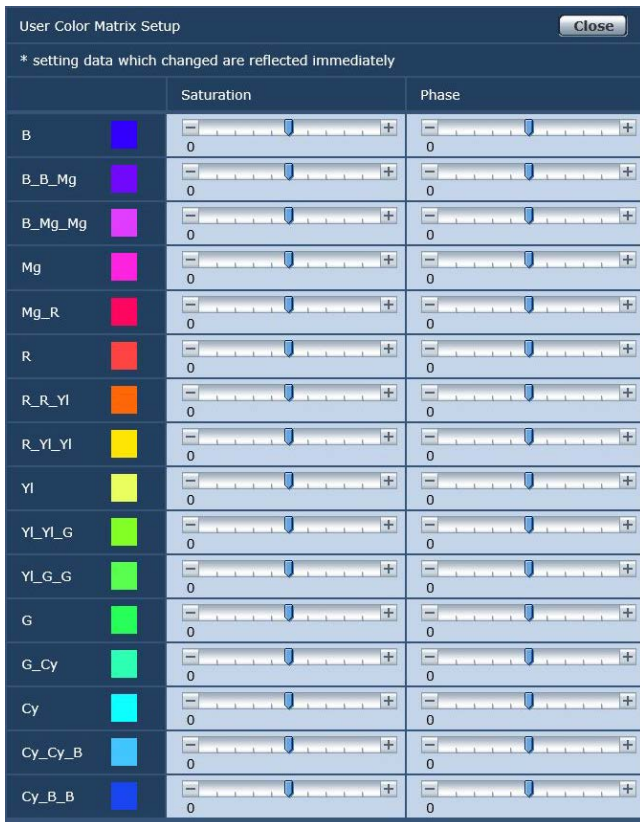 User Color Matrix Setup Close
* setting data which changed are reflected immediately
Saturation Phase
B − + − +
0 0
B_B_Mg − + − +
0 0
B_Mg_Mg − + − +
0 0
Mg − + − +
0 0
Mg_R − + − +
0 0
R − + − +
0 0
R_R_Yl − + − +
0 0
R_Yl_Yl − + − +
0 0
Yl − + − +
0 0
Yl_Yl_G − + − +
0 0
Yl_G_G − + − +
0 0
G − + − +
0 0
G_Cy − + − +
0 0
Cy − + − +
0 0
Cy_Cy_B − + − +
0 0
Cy_B_B − + − +
0 0